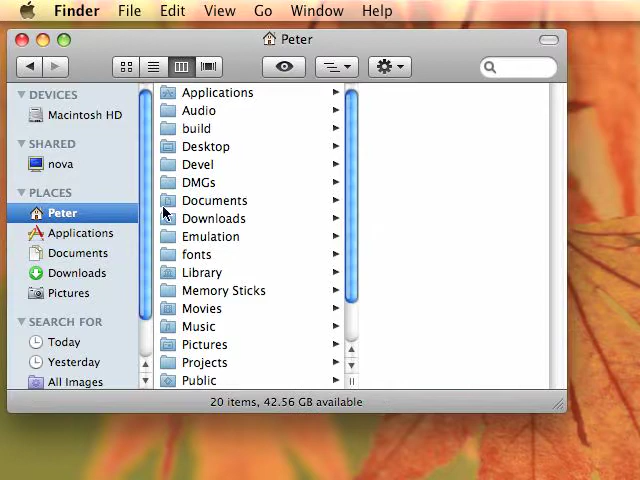 Finder File Edit View Go Window Help
Peter
DEVICES
Macintosh HD
SHARED
nova
PLACES
Peter
Applications
Documents
Downloads
Pictures
SEARCH FOR
Today
Yesterday
All Images
Applications
Audio
build
Desktop
Devel
DMGs
Documents
Downloads
Emulation
fonts
Library
Memory Sticks
Movies
Music
Pictures
Projects
Public
20 items, 42.56 GB available